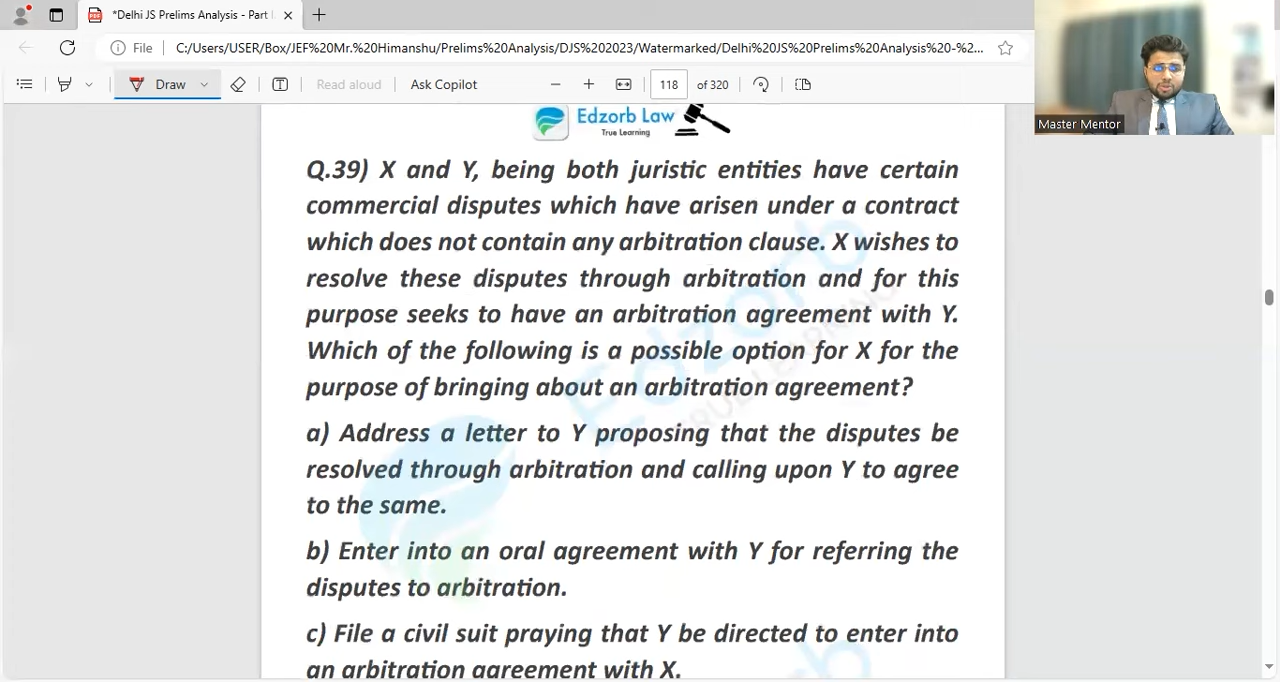 *Delhi JS Prelims Analysis - Part I
File
C:/Users/USER/Box/JEF%20Mr.%20Himanshu/Prelims%20Analysis/DJS%202023/Watermarked/Delhi%20JS%20Prelims%20Analysis%20-%2...
Draw
Read aloud
Ask Copilot
118 of 320
Master Mentor
Edzorb Law
True Learning
Q.39) X and Y, being both juristic entities have certain
commercial disputes which have arisen under a contract
which does not contain any arbitration clause. X wishes to
resolve these disputes through arbitration and for this
purpose seeks to have an arbitration agreement with Y.
Which of the following is a possible option for X for the
purpose of bringing about an arbitration agreement?
a) Address a letter to Y proposing that the disputes be
resolved through arbitration and calling upon Y to agree
to the same.
b) Enter into an oral agreement with Y for referring the
disputes to arbitration.
c) File a civil suit praying that Y be directed to enter into
an arbitration agreement with X.